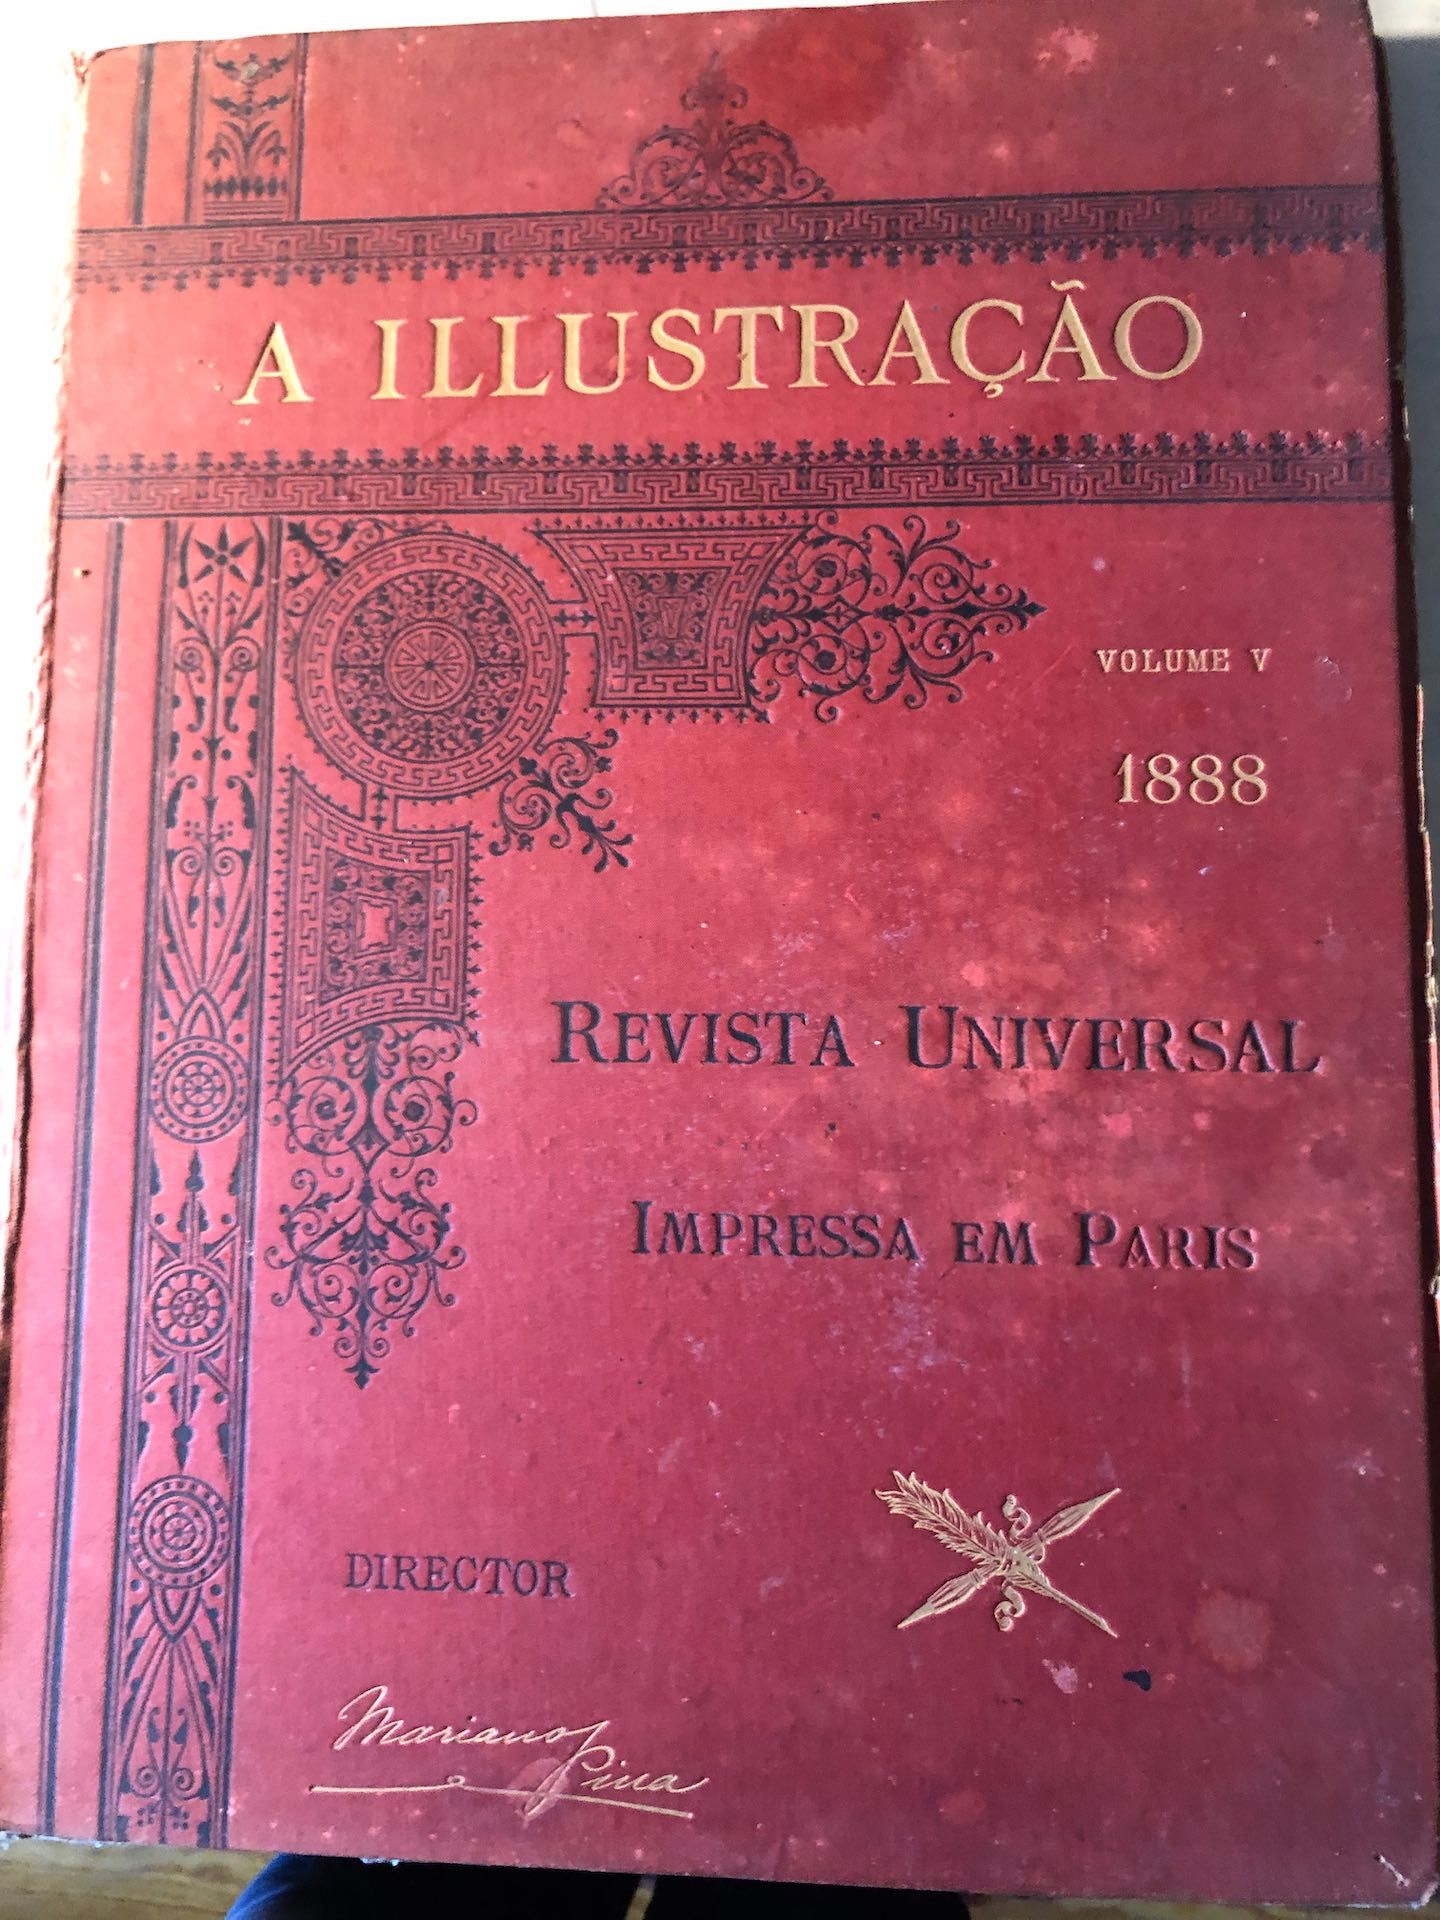 A ILLUSTRAÇÃO
VOLUME V
1888
REVISTA UNIVERSAL
IMPRESSA EM PARIS
DIRECTOR
Mariano Pina